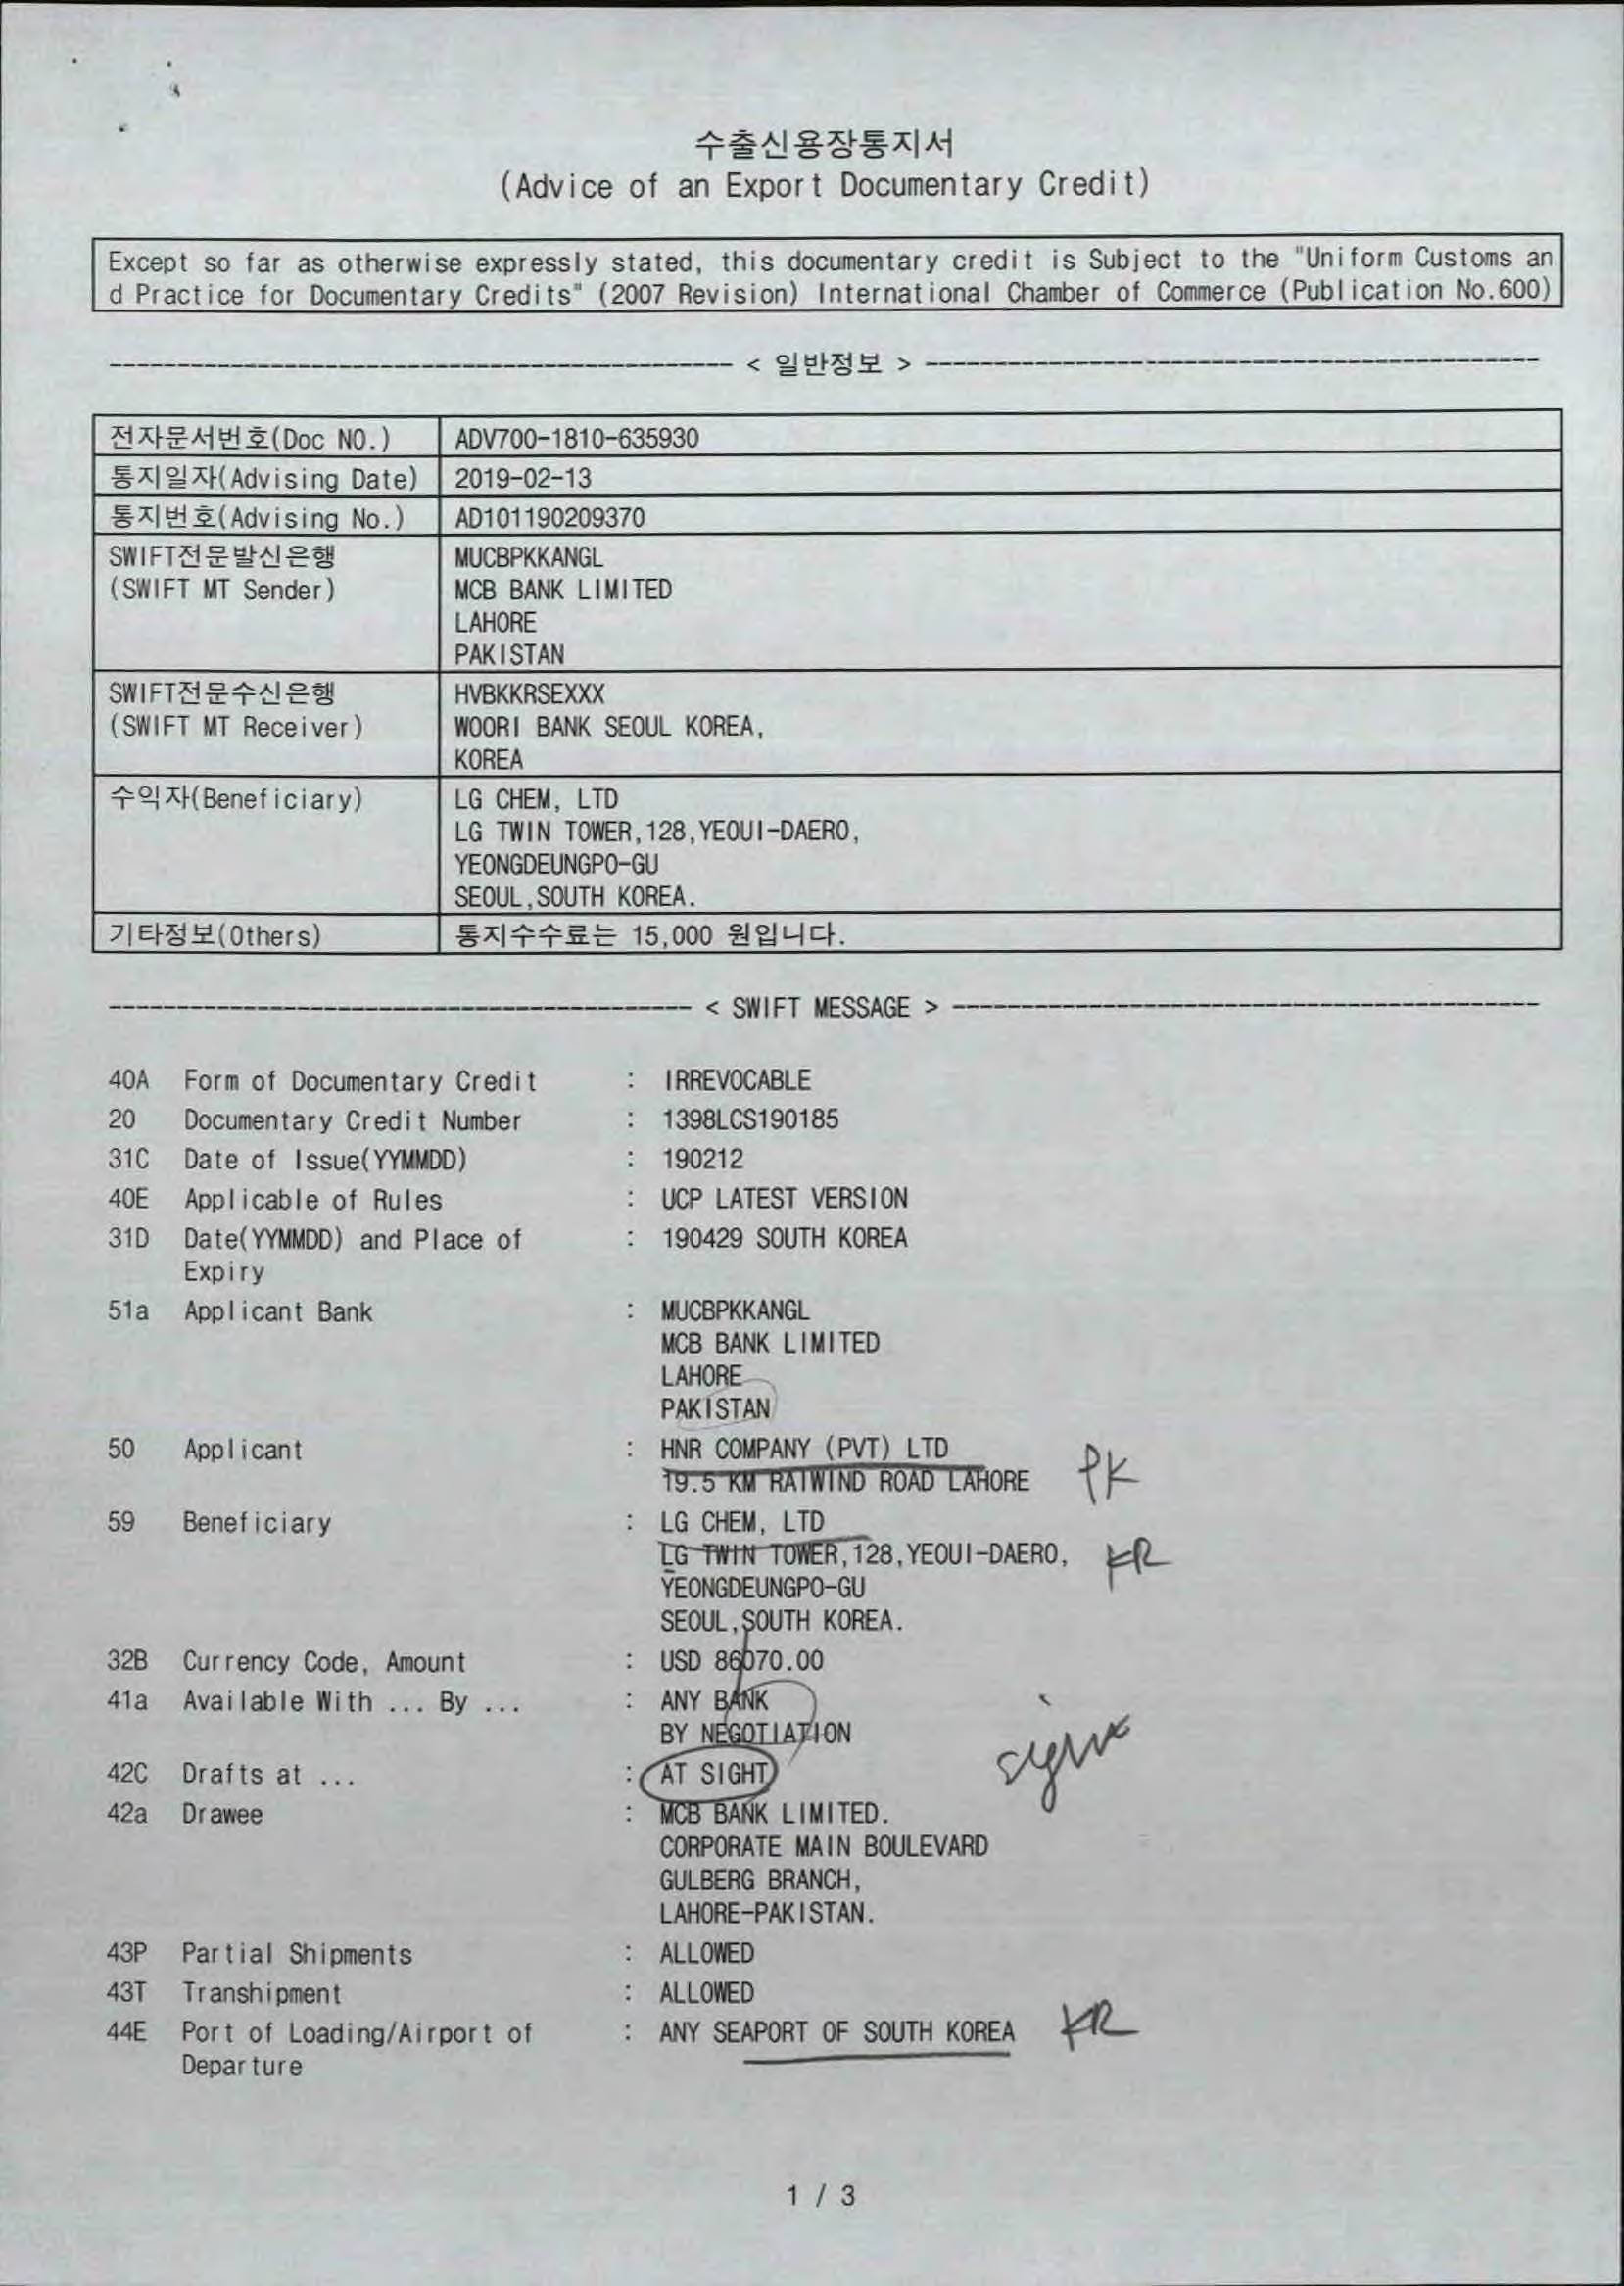 수출신용장통지서
(Advice of an Export Documentary Credit)
Except so far as otherwise expressly stated, this documentary credit is Subject to the "Uniform Customs an
d Practice for Documentary Credits" (2007 Revision) International Chamber of Commerce (Publication No.600)
< 일반정보 >
전자문서번호(Doc NO.) ADV700-1810-635930
통지일자(Advising Date) 2019-02-13
통지번호(Advising No.) AD101190209370
SWIFT전문발신은행 MUCBPKKANGL
(SWIFT MT Sender) MCB BANK LIMITED
LAHORE
PAKISTAN
SWIFT전문수신은행 HVBKKRSEXXX
(SWIFT MT Receiver) WOORI BANK SEOUL KOREA,
KOREA
수익자(Beneficiary) LG CHEM, LTD
LG TWIN TOWER,128,YEOUI-DAERO,
YEONGDEUNGPO-GU
SEOUL,SOUTH KOREA.
기타정보(Others) 통지수수료는 15,000 원입니다.
< SWIFT MESSAGE >
40A Form of Documentary Credit : IRREVOCABLE
20 Documentary Credit Number : 1398LCS190185
31C Date of Issue(YYMMDD) : 190212
40E Applicable of Rules : UCP LATEST VERSION
31D Date(YYMMDD) and Place of : 190429 SOUTH KOREA
Expiry
51a Applicant Bank : MUCBPKKANGL
MCB BANK LIMITED
LAHORE
PAKISTAN
50 Applicant : HNR COMPANY (PVT) LTD
19.5 KM RAIWIND ROAD LAHORE PK
59 Beneficiary : LG CHEM, LTD
LG TWIN TOWER,128,YEOUI-DAERO, KR
YEONGDEUNGPO-GU
SEOUL,SOUTH KOREA.
32B Currency Code, Amount : USD 86070.00
41a Available With ... By ... : ANY BANK
BY NEGOTIATION
42C Drafts at ... : AT SIGHT
42a Drawee : MCB BANK LIMITED.
CORPORATE MAIN BOULEVARD
GULBERG BRANCH,
LAHORE-PAKISTAN.
43P Partial Shipments : ALLOWED
43T Transhipment : ALLOWED
44E Port of Loading/Airport of : ANY SEAPORT OF SOUTH KOREA KR
Departure
1 / 3